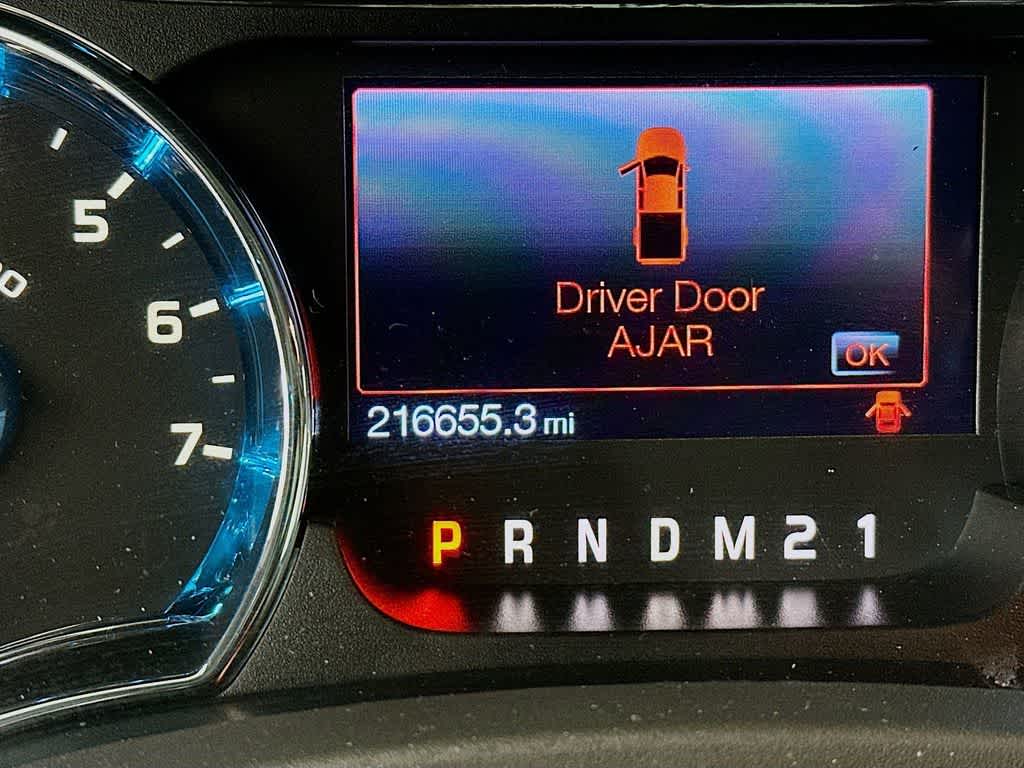 5
6
7
Driver Door
AJAR
OK
216655.3 mi
P R N D M 2 1